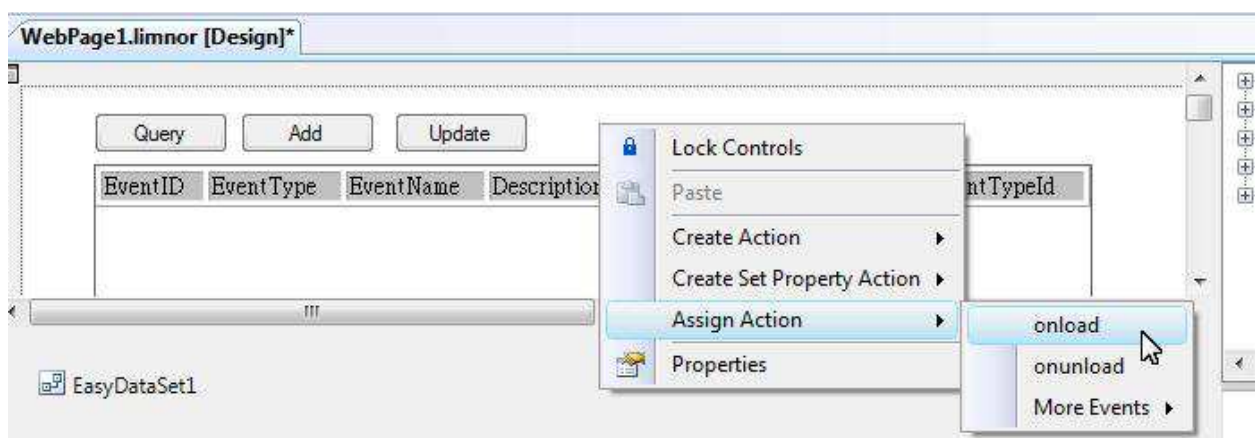 WebPage1.limnor [Design]*
Query Add Update
EventID EventType EventName Description
ntTypeId
Lock Controls
Paste
Create Action
Create Set Property Action
Assign Action
Properties
onload
onunload
More Events
EasyDataSet1